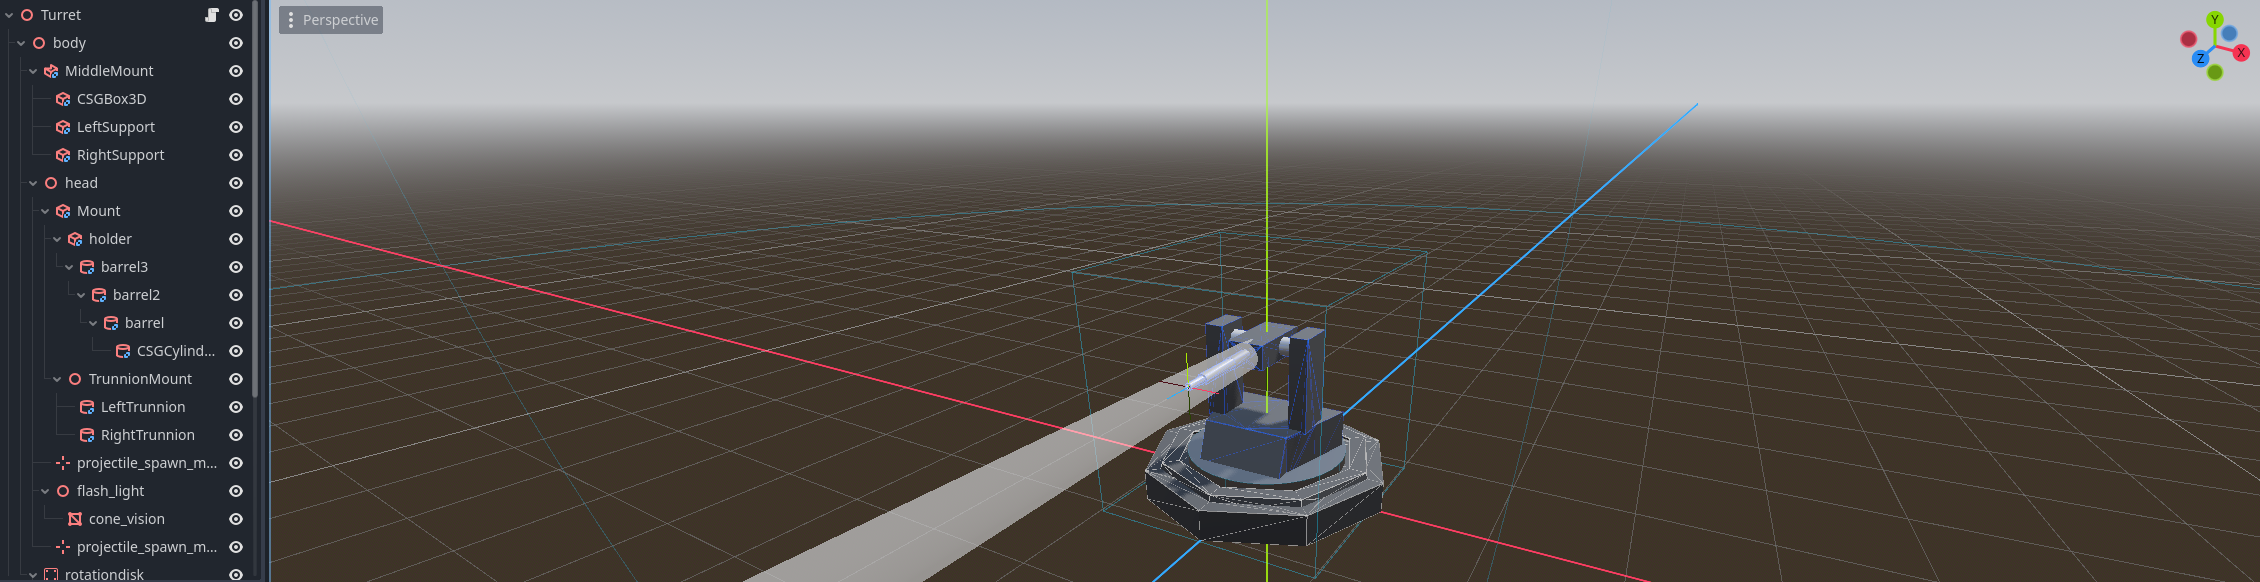 Turret
body
MiddleMount
CSGBox3D
LeftSupport
RightSupport
head
Mount
holder
barrel3
barrel2
barrel
CSGCylind...
TrunnionMount
LeftTrunnion
RightTrunnion
projectile_spawn_m...
flash_light
cone_vision
projectile_spawn_m...
rotationdisk
Perspective
Y
X
Z